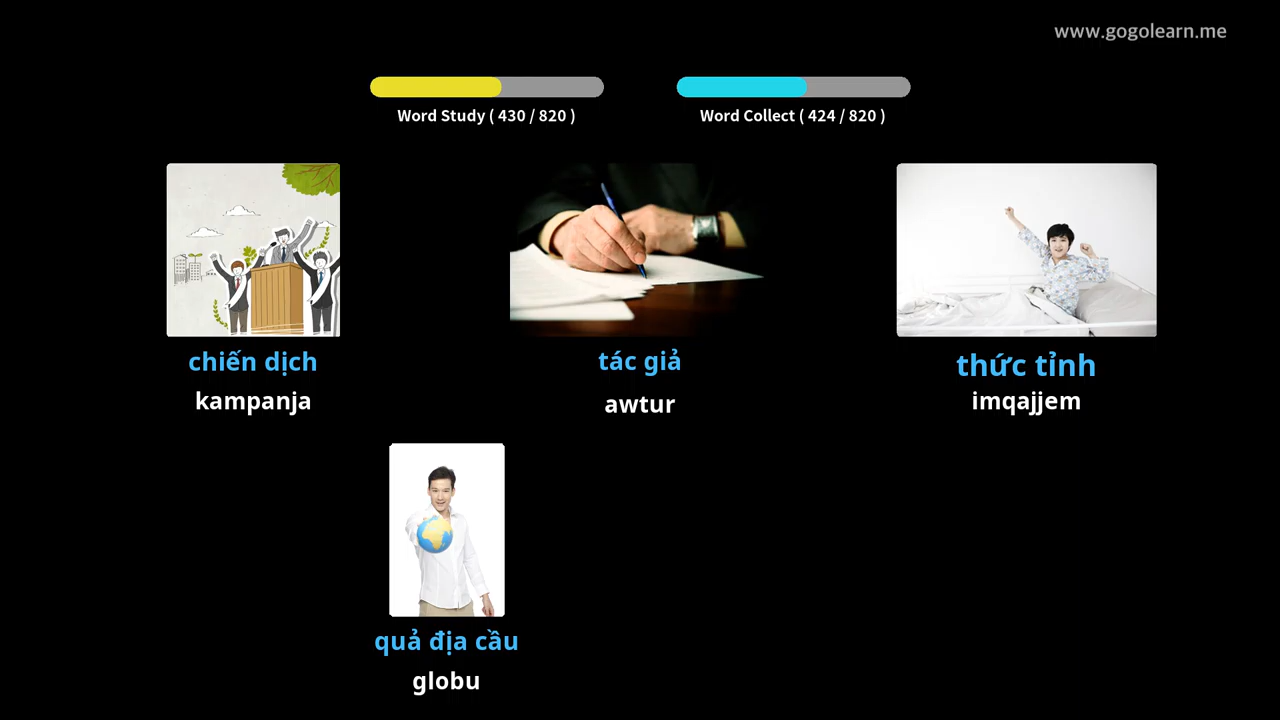 www.gogolearn.me
Word Study ( 430 / 820 )
Word Collect ( 424 / 820 )
chiến dịch
kampanja
tác giả
awtur
thức tỉnh
imqajjem
quả địa cầu
globu